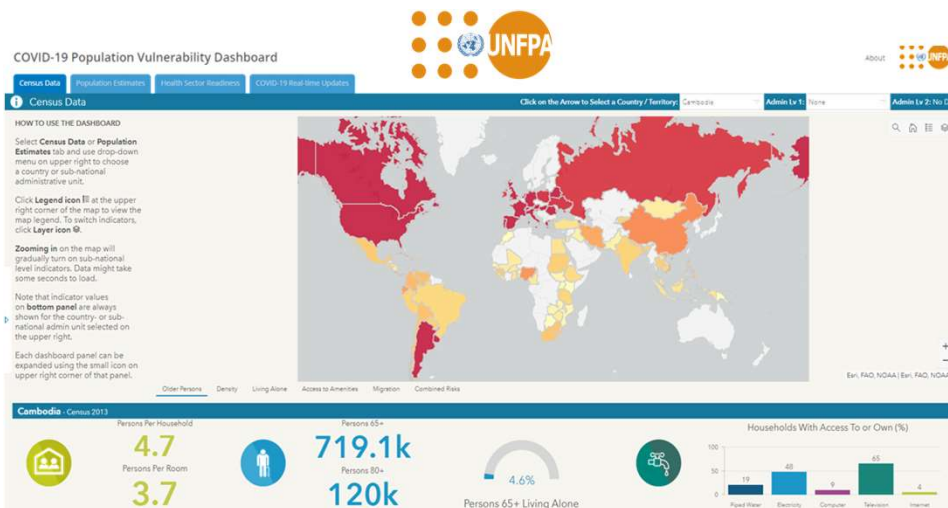 UNFPA
COVID-19 Population Vulnerability Dashboard
About
UNFPA
Census Data
Population Estimates
Health Sector Readiness
COVID-19 Real-time Updates
Census Data
Click on the Arrow to Select a Country / Territory:
Cambodia
Admin Lv 1:
None
Admin Lv 2: No D
HOW TO USE THE DASHBOARD
Select Census Data or Population
Estimates tab and use drop-down
menu on upper right to choose
a country or sub-national
administrative unit.
Click Legend icon at the upper
right corner of the map to view the
map legend. To switch indicators,
click Layer icon.
Zooming in on the map will
gradually turn on sub-national
level indicators. Data might take
some seconds to load.
Note that indicator values
on bottom panel are always
shown for the country- or sub-
national admin unit selected on
the upper right.
Each dashboard panel can be
expanded using the small icon on
upper right corner of that panel.
Esri, FAO, NOAA | Esri, FAO, NOAA
Older Persons
Density
Living Alone
Access to Amenities
Migration
Combined Risks
Cambodia - Census 2013
Persons Per Household
4.7
Persons Per Room
3.7
Persons 65+
719.1k
Persons 80+
120k
4.6%
Persons 65+ Living Alone
Households With Access To or Own (%)
100
50
0
19
48
9
65
4
Piped Water
Electricity
Computer
Television
Internet